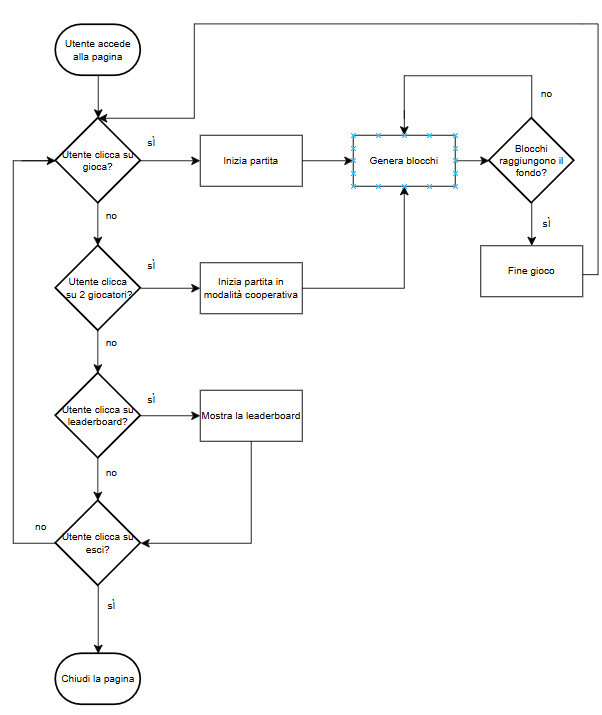 Utente accede
alla pagina
no
sÌ
Utente clicca su
gioca?
Inizia partita
Genera blocchi
Blocchi
raggiungono il
fondo?
no
sÌ
sÌ
Fine gioco
Utente clicca
su 2 giocatori?
Inizia partita in
modalità cooperativa
no
sÌ
Utente clicca su
leaderboard?
Mostra la leaderboard
no
no
Utente clicca su
esci?
sÌ
Chiudi la pagina